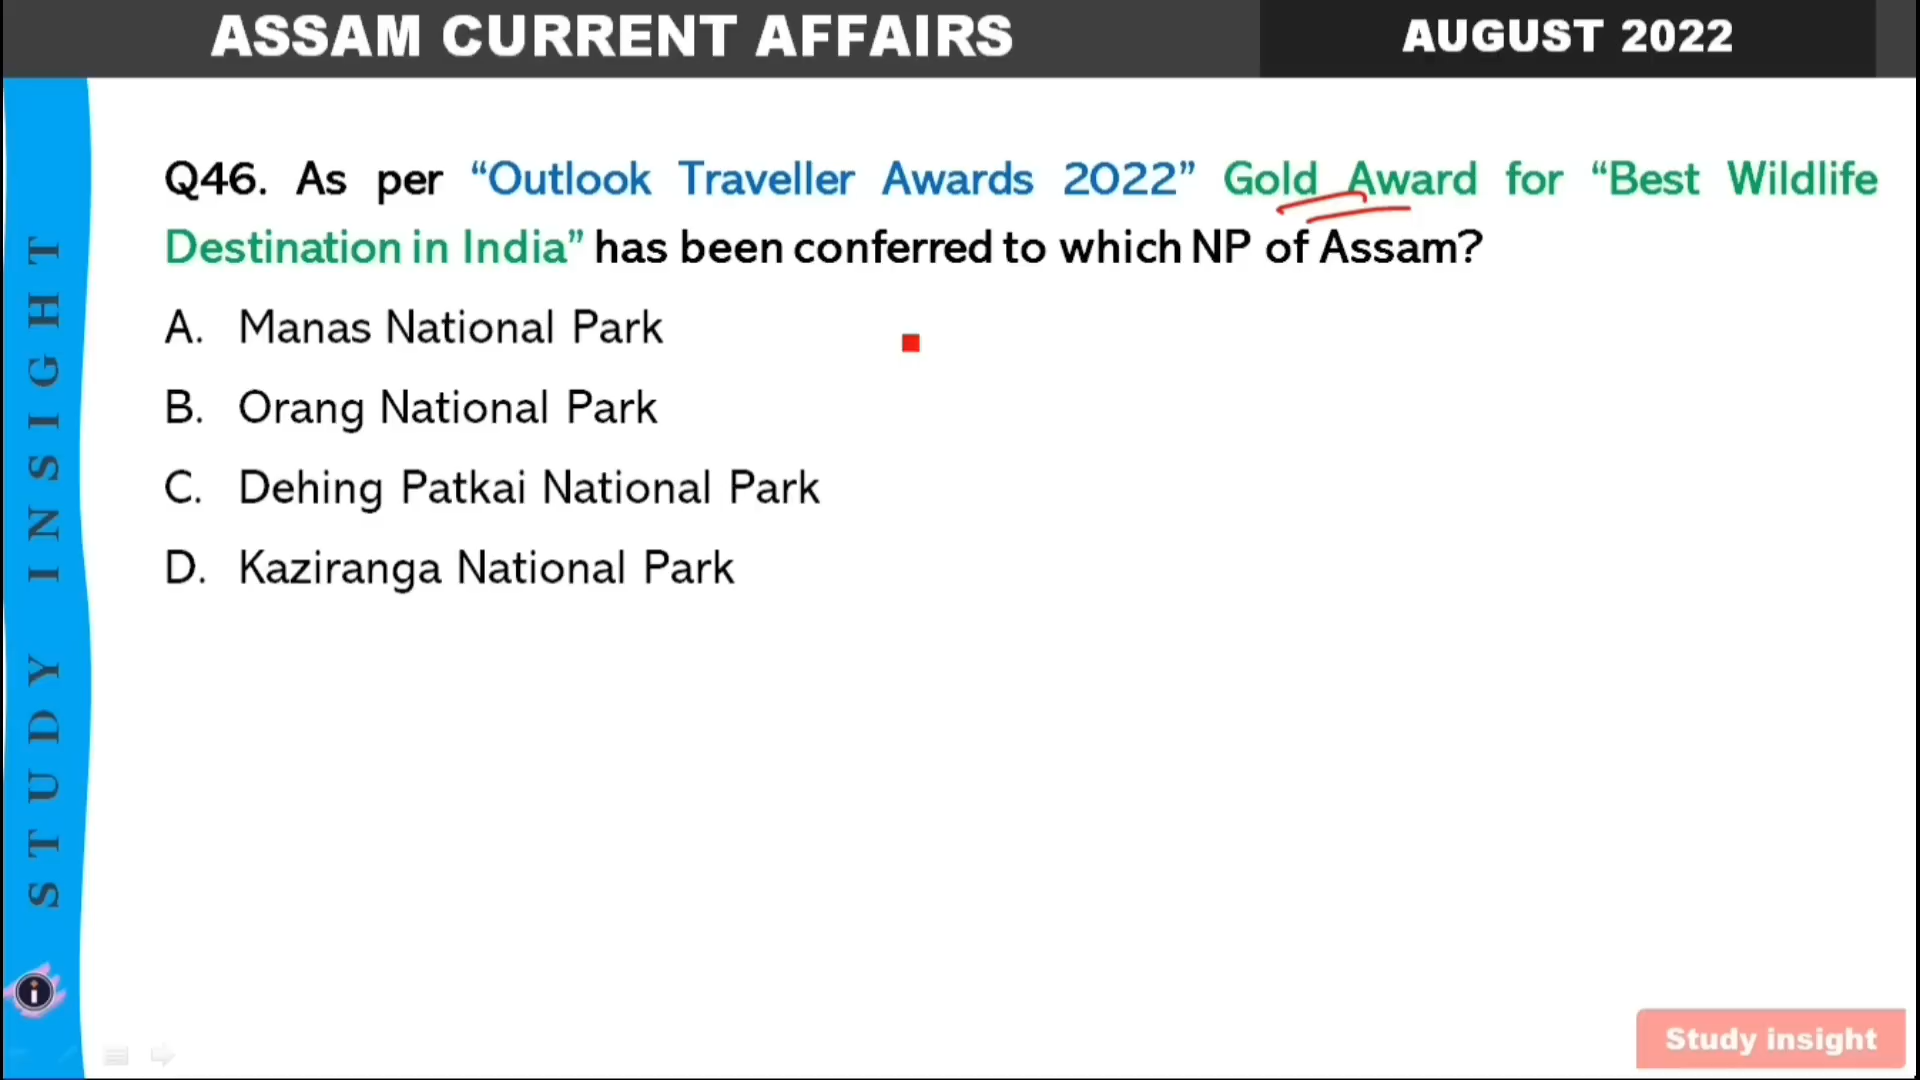 ASSAM CURRENT AFFAIRS
AUGUST 2022
Q46. As per “Outlook Traveller Awards 2022” Gold Award for “Best Wildlife
Destination in India” has been conferred to which NP of Assam?
A. Manas National Park
B. Orang National Park
C. Dehing Patkai National Park
D. Kaziranga National Park
STUDY INSIGHT
i
Study insight